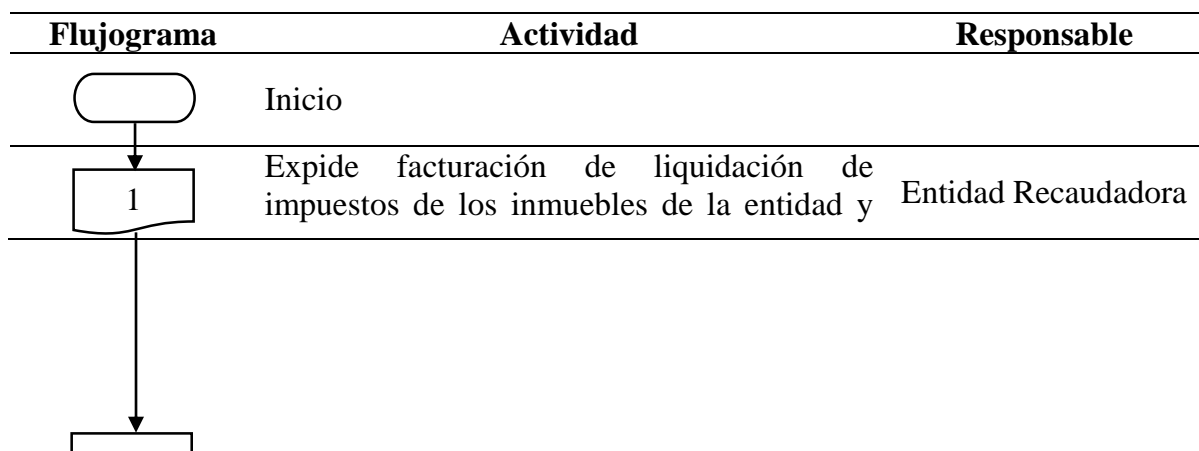 Flujograma Actividad Responsable
Inicio
1 Expide facturación de liquidación de
impuestos de los inmuebles de la entidad y Entidad Recaudadora